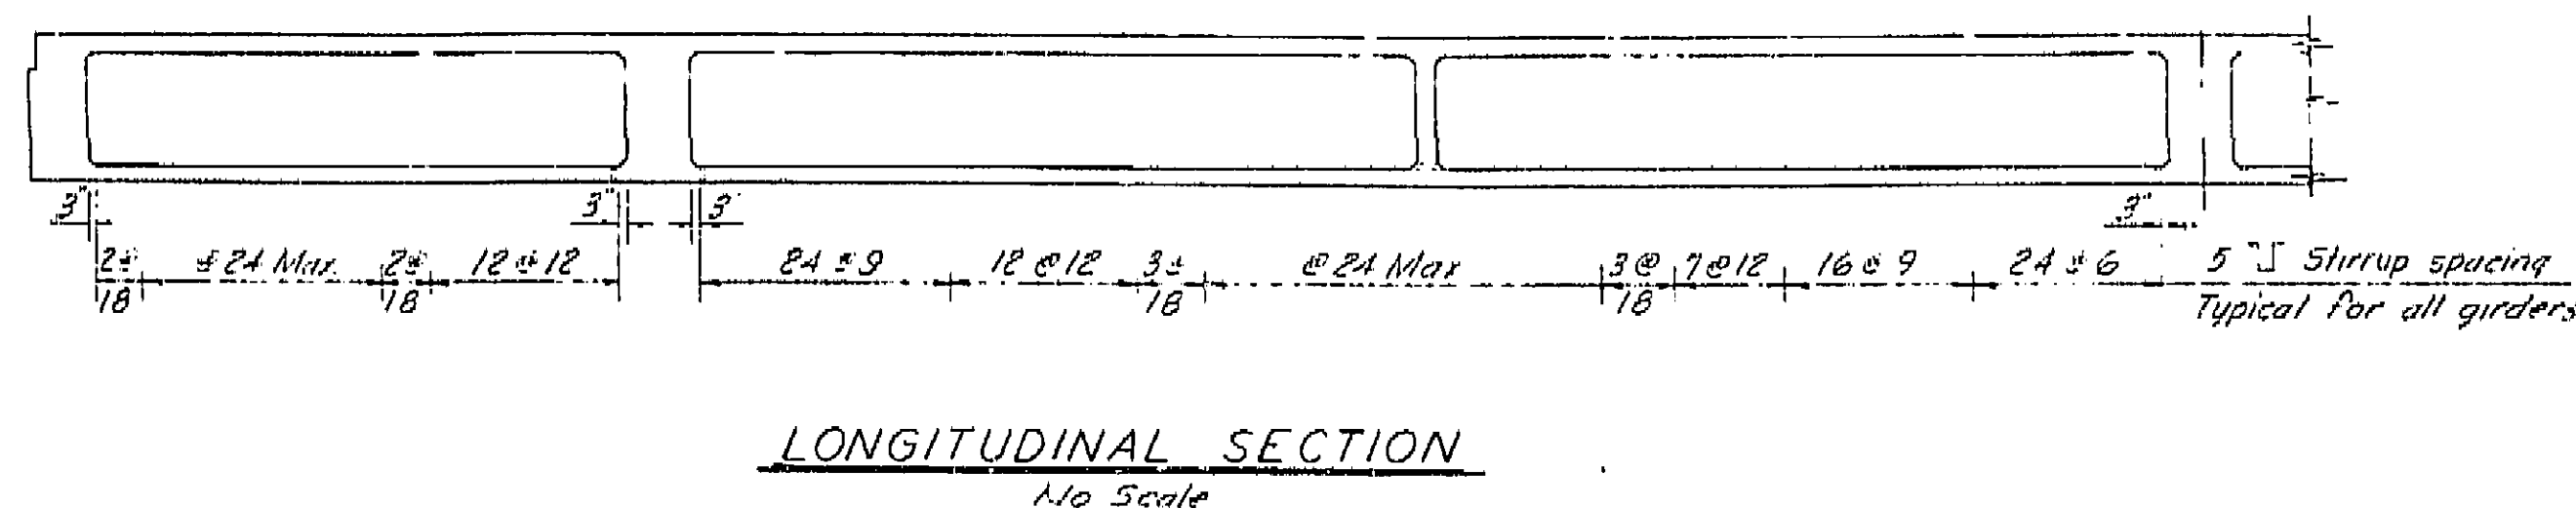 3" 3" 3" 3"
2@ 18 @24 Max. 2@ 18 12@12 24@9 12@12 3@ 18 @24 Max 3@ 18 7@12 16@9 24@6 5 Stirrup spacing
Typical for all girders
LONGITUDINAL SECTION
No Scale